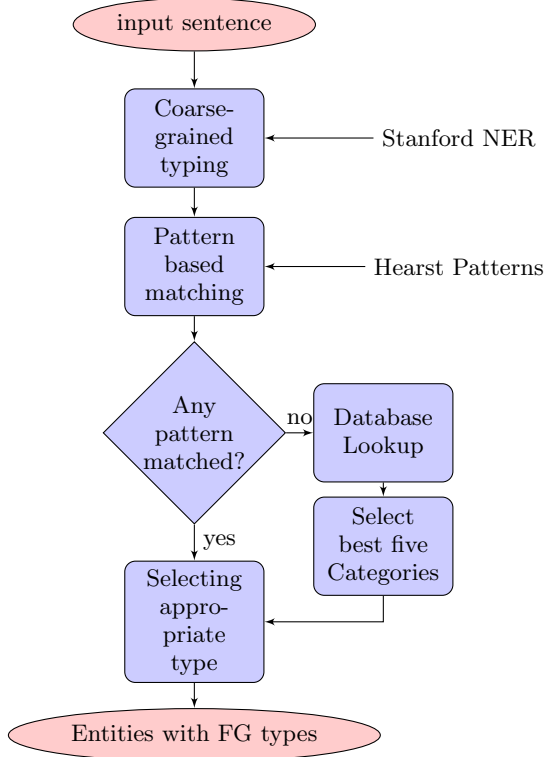 input sentence
Coarse-
grained
typing
Stanford NER
Pattern
based
matching
Hearst Patterns
Any
pattern
matched?
no
Database
Lookup
Select
best five
Categories
yes
Selecting
appro-
priate
type
Entities with FG types